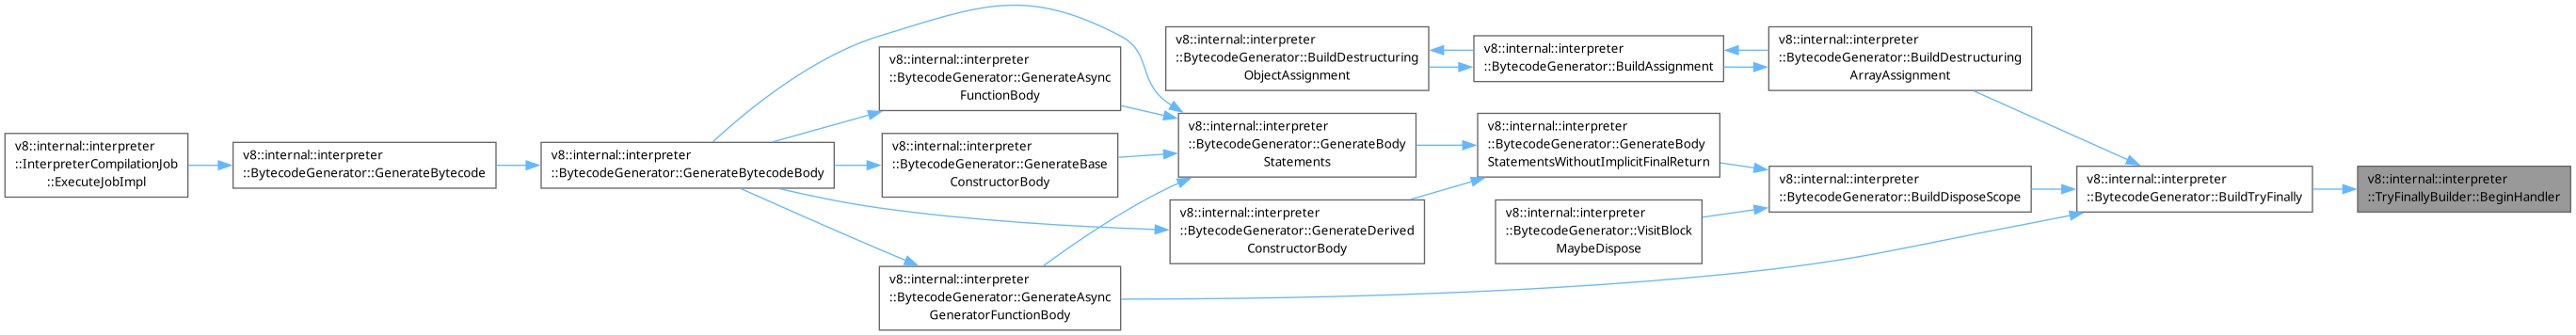 v8::internal::interpreter
::InterpreterCompilationJob
::ExecuteJobImpl
v8::internal::interpreter
::BytecodeGenerator::GenerateBytecode
v8::internal::interpreter
::BytecodeGenerator::GenerateBytecodeBody
v8::internal::interpreter
::BytecodeGenerator::GenerateAsync
FunctionBody
v8::internal::interpreter
::BytecodeGenerator::GenerateBase
ConstructorBody
v8::internal::interpreter
::BytecodeGenerator::GenerateAsync
GeneratorFunctionBody
v8::internal::interpreter
::BytecodeGenerator::BuildDestructuring
ObjectAssignment
v8::internal::interpreter
::BytecodeGenerator::GenerateBody
Statements
v8::internal::interpreter
::BytecodeGenerator::GenerateDerived
ConstructorBody
v8::internal::interpreter
::BytecodeGenerator::BuildAssignment
v8::internal::interpreter
::BytecodeGenerator::GenerateBody
StatementsWithoutImplicitFinalReturn
v8::internal::interpreter
::BytecodeGenerator::VisitBlock
MaybeDispose
v8::internal::interpreter
::BytecodeGenerator::BuildDestructuring
ArrayAssignment
v8::internal::interpreter
::BytecodeGenerator::BuildDisposeScope
v8::internal::interpreter
::BytecodeGenerator::BuildTryFinally
v8::internal::interpreter
::TryFinallyBuilder::BeginHandler